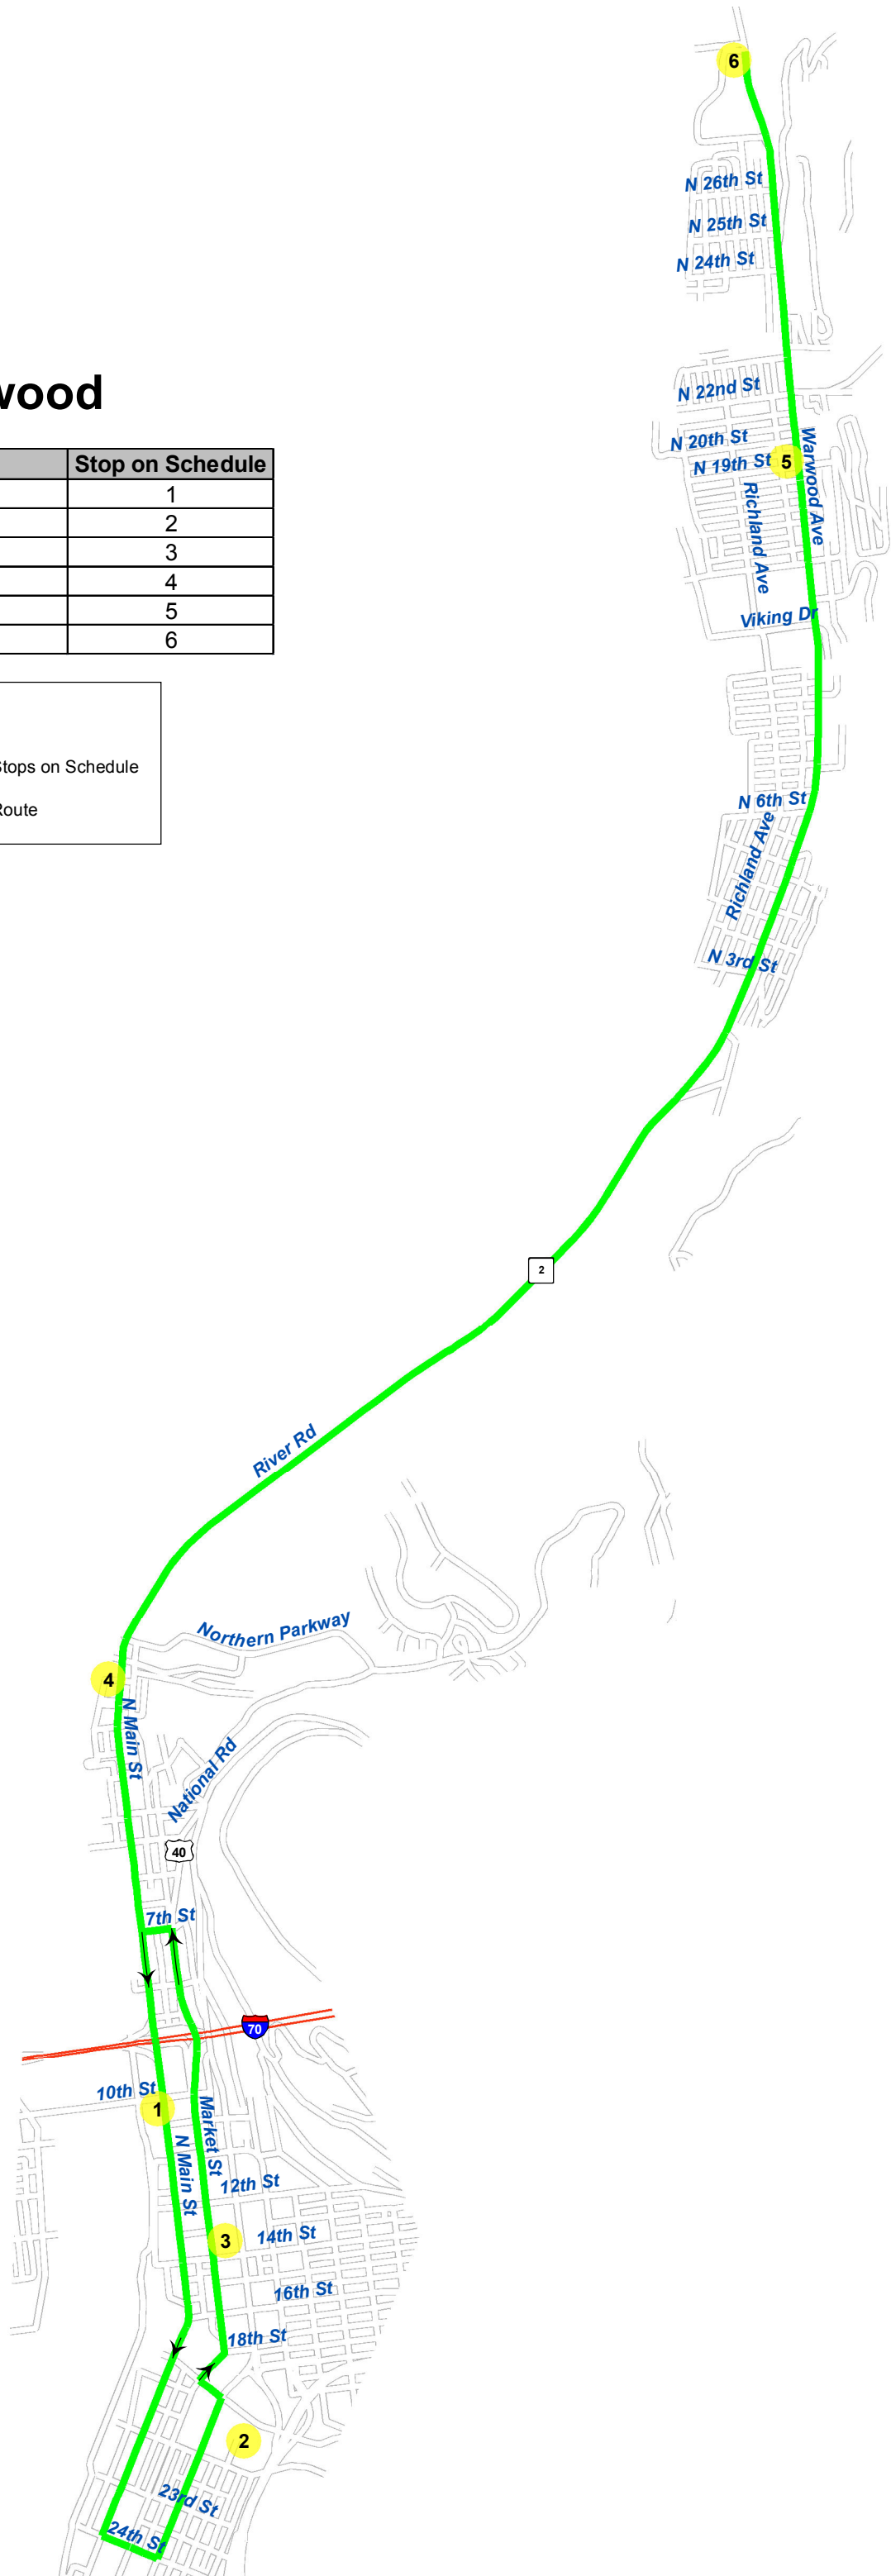 6
N 26th St
N 25th St
N 24th St
wood
N 22nd St
N 20th St
N 19th St
5
Warwood Ave
Richland Ave
Stop on Schedule
1
2
3
4
5
6
Viking Dr
Stops on Schedule
Route
N 6th St
Richland Ave
N 3rd St
2
River Rd
Northern Parkway
4
N Main St
National Rd
40
7th St
70
10th St
1
Market St
N Main St
12th St
3
14th St
16th St
18th St
2
23rd St
24th St